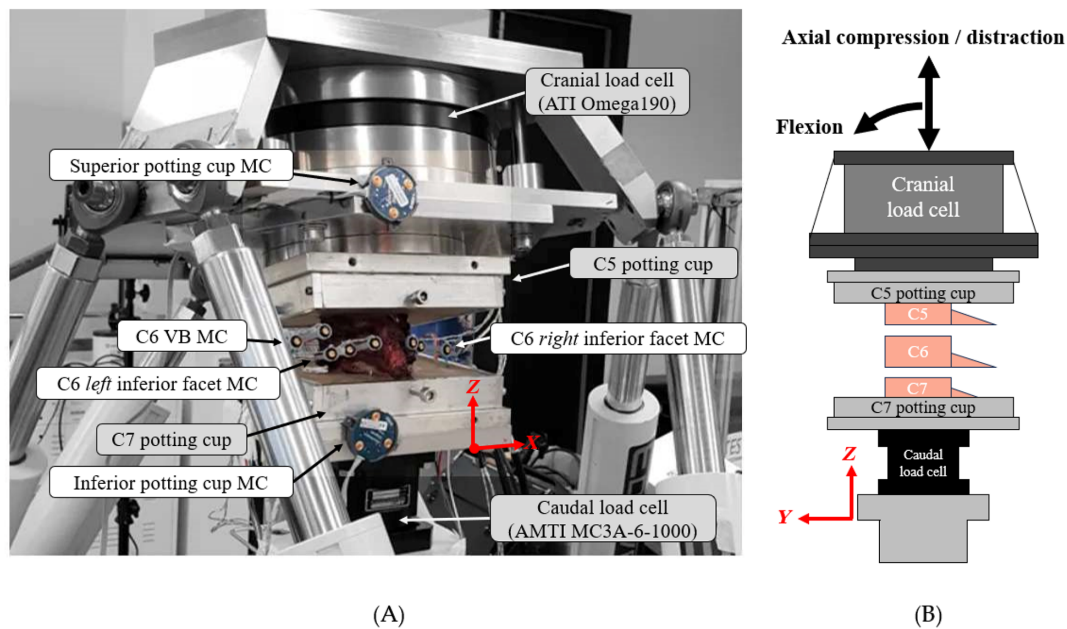 Cranial load cell
(ATI Omega190)
Superior potting cup MC
C5 potting cup
C6 VB MC
C6 right inferior facet MC
C6 left inferior facet MC
Z
X
C7 potting cup
Inferior potting cup MC
Caudal load cell
(AMTI MC3A-6-1000)
(A)
Axial compression / distraction
Flexion
Cranial
load cell
C5 potting cup
C5
C6
C7
C7 potting cup
Caudal
load cell
Z
Y
(B)